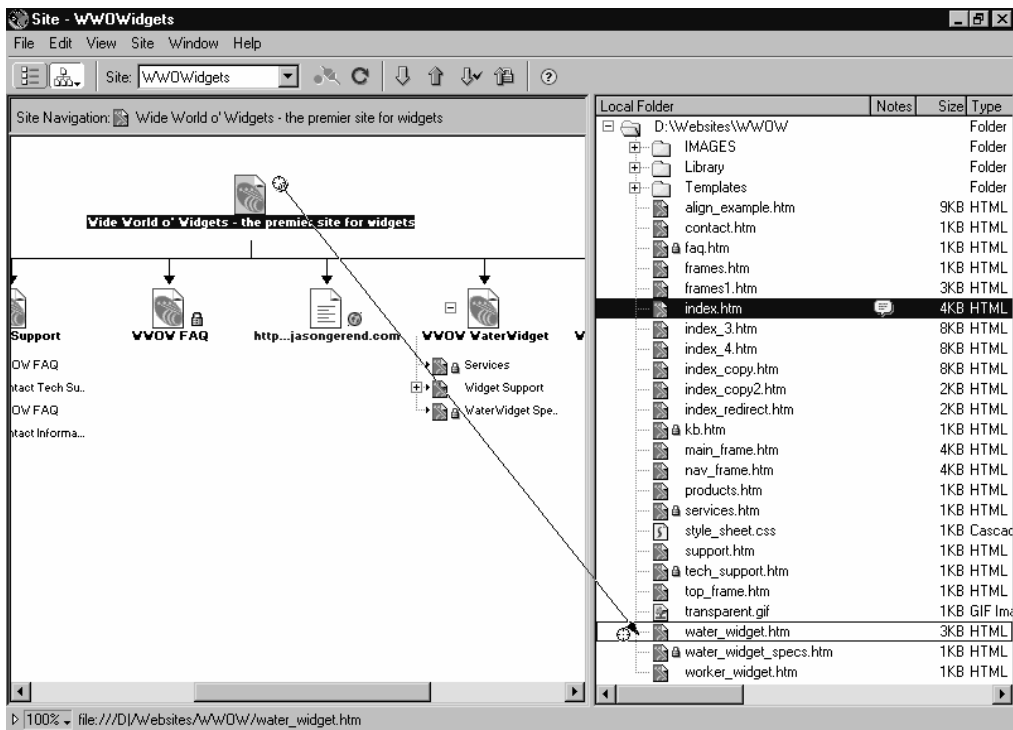 Site - WWOWidgets
File Edit View Site Window Help
Site: WWOWidgets
Site Navigation: Wide World o' Widgets - the premier site for widgets
Wide World o' Widgets - the premier site for widgets
Support
WWOW FAQ
http...jasongerend.com
WWOW WaterWidget
W
OW FAQ
ntact Tech Su..
OW FAQ
ntact Informa...
Services
Widget Support
WaterWidget Spe..
Local Folder Notes Size Type
D:\Websites\WWOW Folder
IMAGES Folder
Library Folder
Templates Folder
align_example.htm 9KB HTML
contact.htm 1KB HTML
faq.htm 1KB HTML
frames.htm 1KB HTML
frames1.htm 3KB HTML
index.htm 4KB HTML
index_3.htm 8KB HTML
index_4.htm 8KB HTML
index_copy.htm 8KB HTML
index_copy2.htm 2KB HTML
index_redirect.htm 2KB HTML
kb.htm 1KB HTML
main_frame.htm 4KB HTML
nav_frame.htm 4KB HTML
products.htm 1KB HTML
services.htm 1KB HTML
style_sheet.css 1KB Cascad
support.htm 1KB HTML
tech_support.htm 1KB HTML
top_frame.htm 1KB HTML
transparent.gif 1KB GIF Ima
water_widget.htm 3KB HTML
water_widget_specs.htm 1KB HTML
worker_widget.htm 1KB HTML
100% file:///D|/Websites/WWOW/water_widget.htm